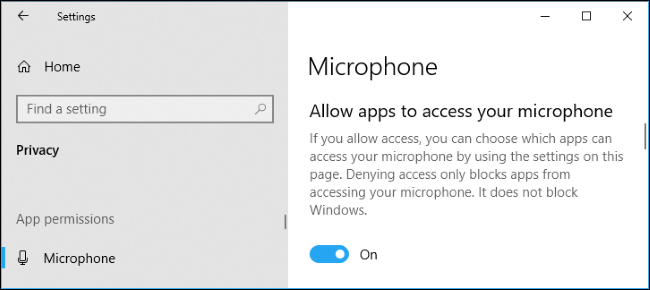 Settings
Home
Find a setting
Privacy
App permissions
Microphone
Microphone
Allow apps to access your microphone
If you allow access, you can choose which apps can
access your microphone by using the settings on this
page. Denying access only blocks apps from
accessing your microphone. It does not block
Windows.
On